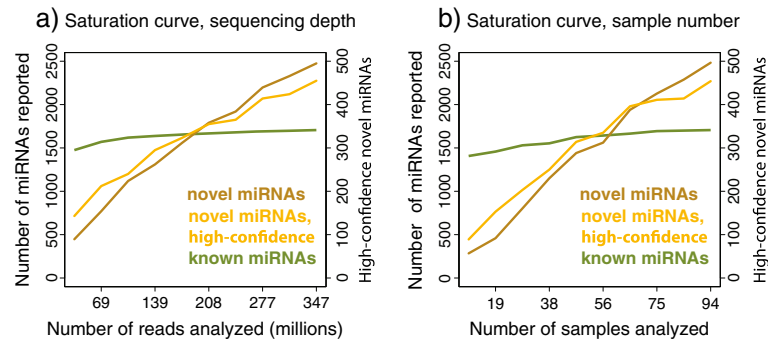 a) Saturation curve, sequencing depth
Number of miRNAs reported
0
500
1000
1500
2000
2500
High-confidence novel miRNAs
0
100
200
300
400
500
novel miRNAs
novel miRNAs,
high-confidence
known miRNAs
69
139
208
277
347
Number of reads analyzed (millions)
b) Saturation curve, sample number
Number of miRNAs reported
0
500
1000
1500
2000
2500
High-confidence novel miRNAs
0
100
200
300
400
500
novel miRNAs
novel miRNAs,
high-confidence
known miRNAs
19
38
56
75
94
Number of samples analyzed